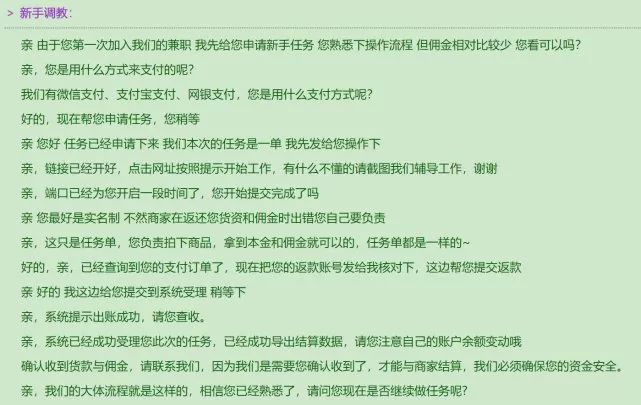 > 新手调教：
亲 由于您第一次加入我们的兼职 我先给您申请新手任务 您熟悉下操作流程 但佣金相对比较少 您看可以吗？
亲，您是用什么方式来支付的呢？
我们有微信支付、支付宝支付、网银支付，您是用什么支付方式呢？
好的，现在帮您申请任务，您稍等
亲 您好 任务已经申请下来 我们本次的任务是一单 我先发给您操作下
亲，链接已经开好，点击网址按照提示开始工作，有什么不懂的请截图我们辅导工作，谢谢
亲，端口已经为您开启一段时间了，您开始提交完成了吗
亲 您最好是实名制 不然商家在返还您货资和佣金时出错您自己要负责
亲，这只是任务单，您负责拍下商品，拿到本金和佣金就可以的，任务单都是一样的~
好的，亲，已经查询到您的支付订单了，现在把您的返款账号发给我核对下，这边帮您提交返款
亲 好的 我这边给您提交到系统受理 稍等下
亲，系统提示出账成功，请您查收。
亲，系统已经成功受理您此次的任务，已经成功导出结算数据，请您注意自己的账户余额变动哦
确认收到货款与佣金，请联系我们，因为我们是需要您确认收到了，才能与商家结算，我们必须确保您的资金安全。
亲，我们的大体流程就是这样的，相信您已经熟悉了，请问您现在是否继续做任务呢？